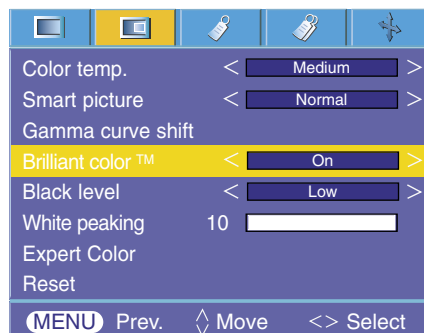 Color temp. < Medium >
Smart picture < Normal >
Gamma curve shift
Brilliant color ™ < On >
Black level < Low >
White peaking 10
Expert Color
Reset
MENU Prev. Move <> Select